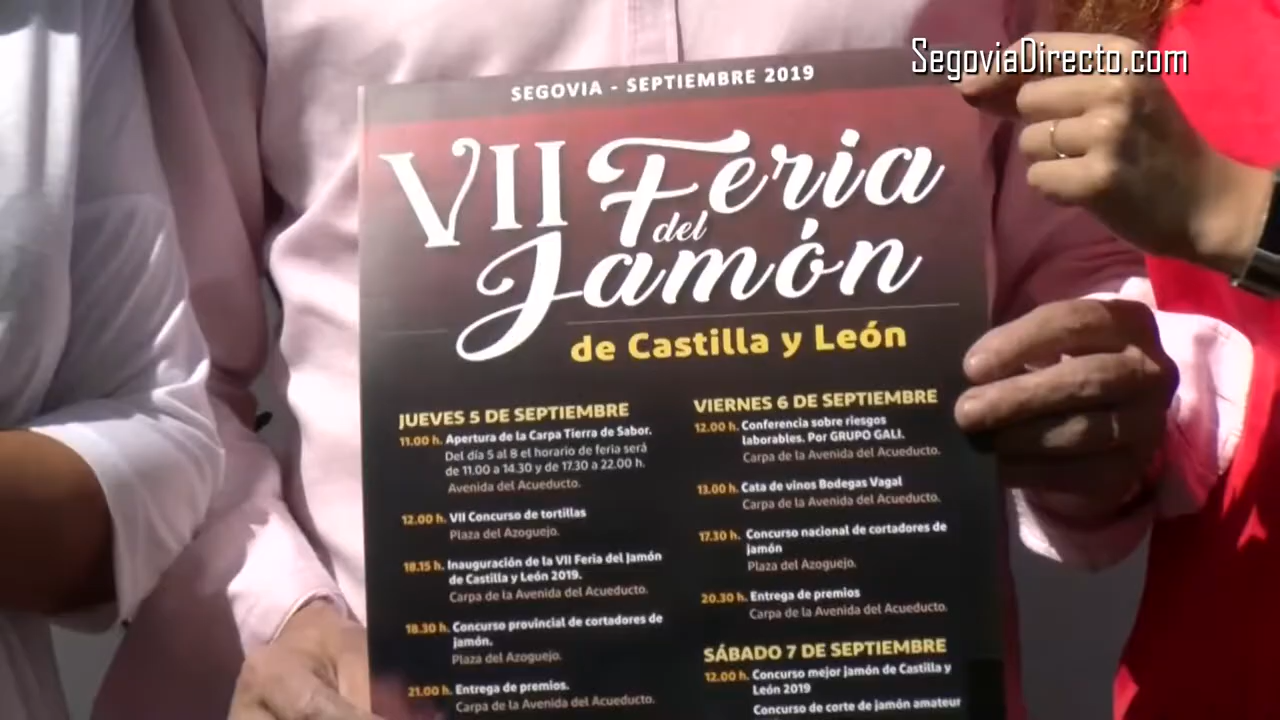 SegoviaDirecto.com
SEGOVIA - SEPTIEMBRE 2019
VII Feria
del
Jamón
de Castilla y León
JUEVES 5 DE SEPTIEMBRE
11.00 h. Apertura de la Carpa Tierra de Sabor.
Del día 5 al 8 el horario de feria será
de 11.00 a 14.30 y de 17.30 a 22.00 h.
Avenida del Acueducto.
12.00 h. VII Concurso de tortillas
Plaza del Azoguejo.
18.15 h. Inauguración de la VII Feria del Jamón
de Castilla y León 2019.
Carpa de la Avenida del Acueducto.
18.30 h. Concurso provincial de cortadores de
jamón.
Plaza del Azoguejo.
21.00 h. Entrega de premios.
Carpa de la Avenida del Acueducto.
VIERNES 6 DE SEPTIEMBRE
12.00 h. Conferencia sobre riesgos
laborables. Por GRUPO GALI.
Carpa de la Avenida del Acueducto.
13.00 h. Cata de vinos Bodegas Vagal
Carpa de la Avenida del Acueducto.
17.30 h. Concurso nacional de cortadores de
jamón
Plaza del Azoguejo.
20.30 h. Entrega de premios
Carpa de la Avenida del Acueducto.
SÁBADO 7 DE SEPTIEMBRE
12.00 h. Concurso mejor jamón de Castilla y
León 2019
Concurso de corte de jamón amateur